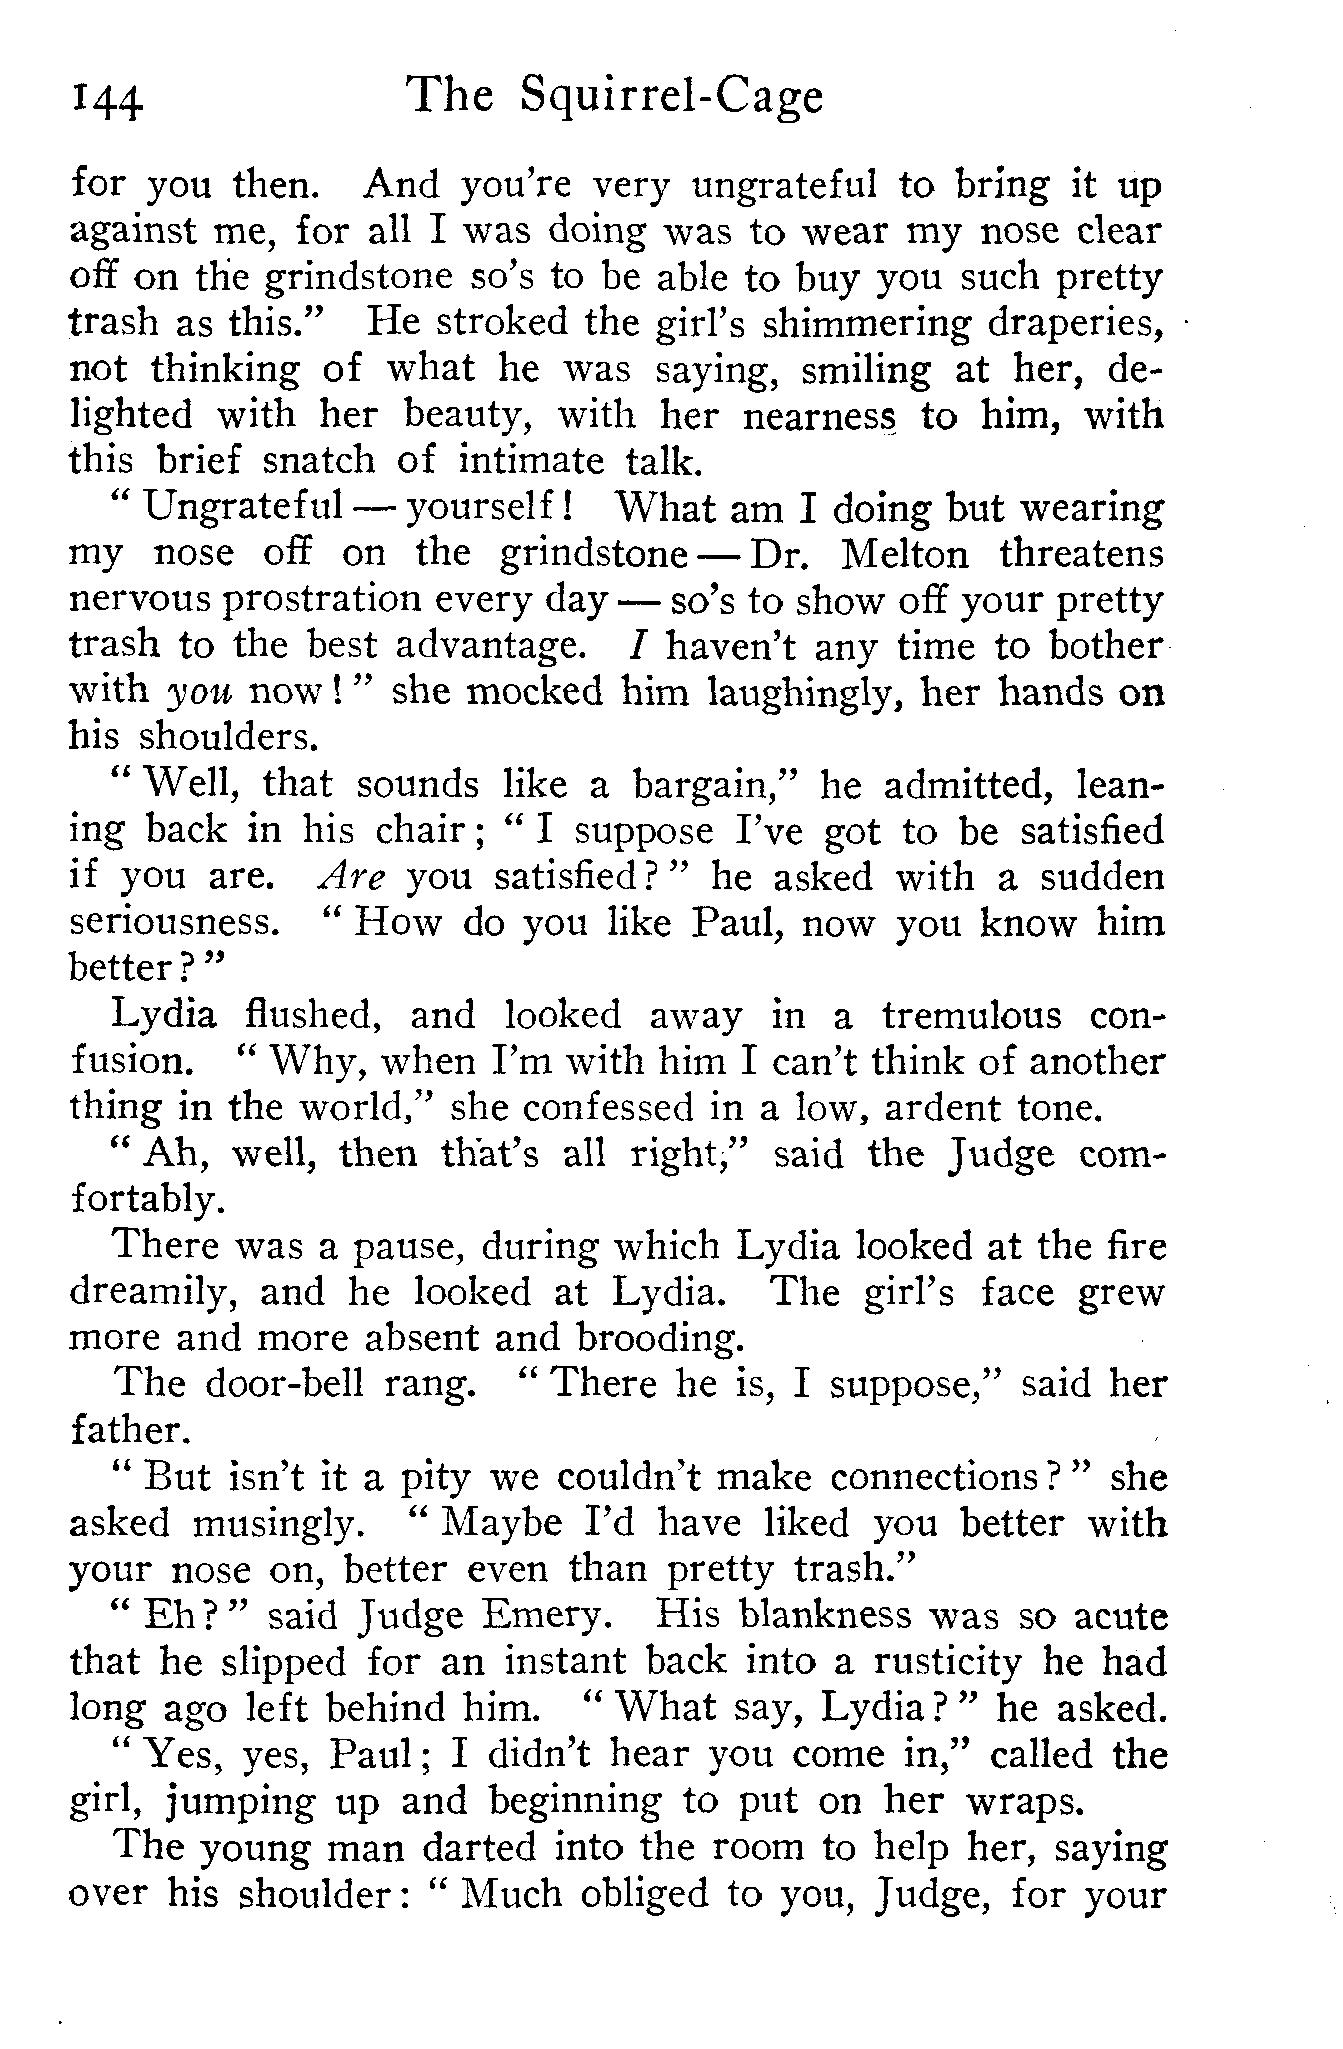 144 The Squirrel-Cage
for you then. And you're very ungrateful to bring it up
against me, for all I was doing was to wear my nose clear
off on the grindstone so's to be able to buy you such pretty
trash as this." He stroked the girl's shimmering draperies,
not thinking of what he was saying, smiling at her, de-
lighted with her beauty, with her nearness to him, with
this brief snatch of intimate talk.
" Ungrateful — yourself ! What am I doing but wearing
my nose off on the grindstone — Dr. Melton threatens
nervous prostration every day — so's to show off your pretty
trash to the best advantage. I haven't any time to bother
with you now ! " she mocked him laughingly, her hands on
his shoulders.
" Well, that sounds like a bargain," he admitted, lean-
ing back in his chair ; " I suppose I've got to be satisfied
if you are. Are you satisfied ? " he asked with a sudden
seriousness. " How do you like Paul, now you know him
better ? "
Lydia flushed, and looked away in a tremulous con-
fusion. " Why, when I'm with him I can't think of another
thing in the world," she confessed in a low, ardent tone.
" Ah, well, then that's all right," said the Judge com-
fortably.
There was a pause, during which Lydia looked at the fire
dreamily, and he looked at Lydia. The girl's face grew
more and more absent and brooding.
The door-bell rang. " There he is, I suppose," said her
father.
" But isn't it a pity we couldn't make connections ? " she
asked musingly. " Maybe I'd have liked you better with
your nose on, better even than pretty trash."
" Eh ? " said Judge Emery. His blankness was so acute
that he slipped for an instant back into a rusticity he had
long ago left behind him. " What say, Lydia ? " he asked.
" Yes, yes, Paul ; I didn't hear you come in," called the
girl, jumping up and beginning to put on her wraps.
The young man darted into the room to help her, saying
over his shoulder : " Much obliged to you, Judge, for your